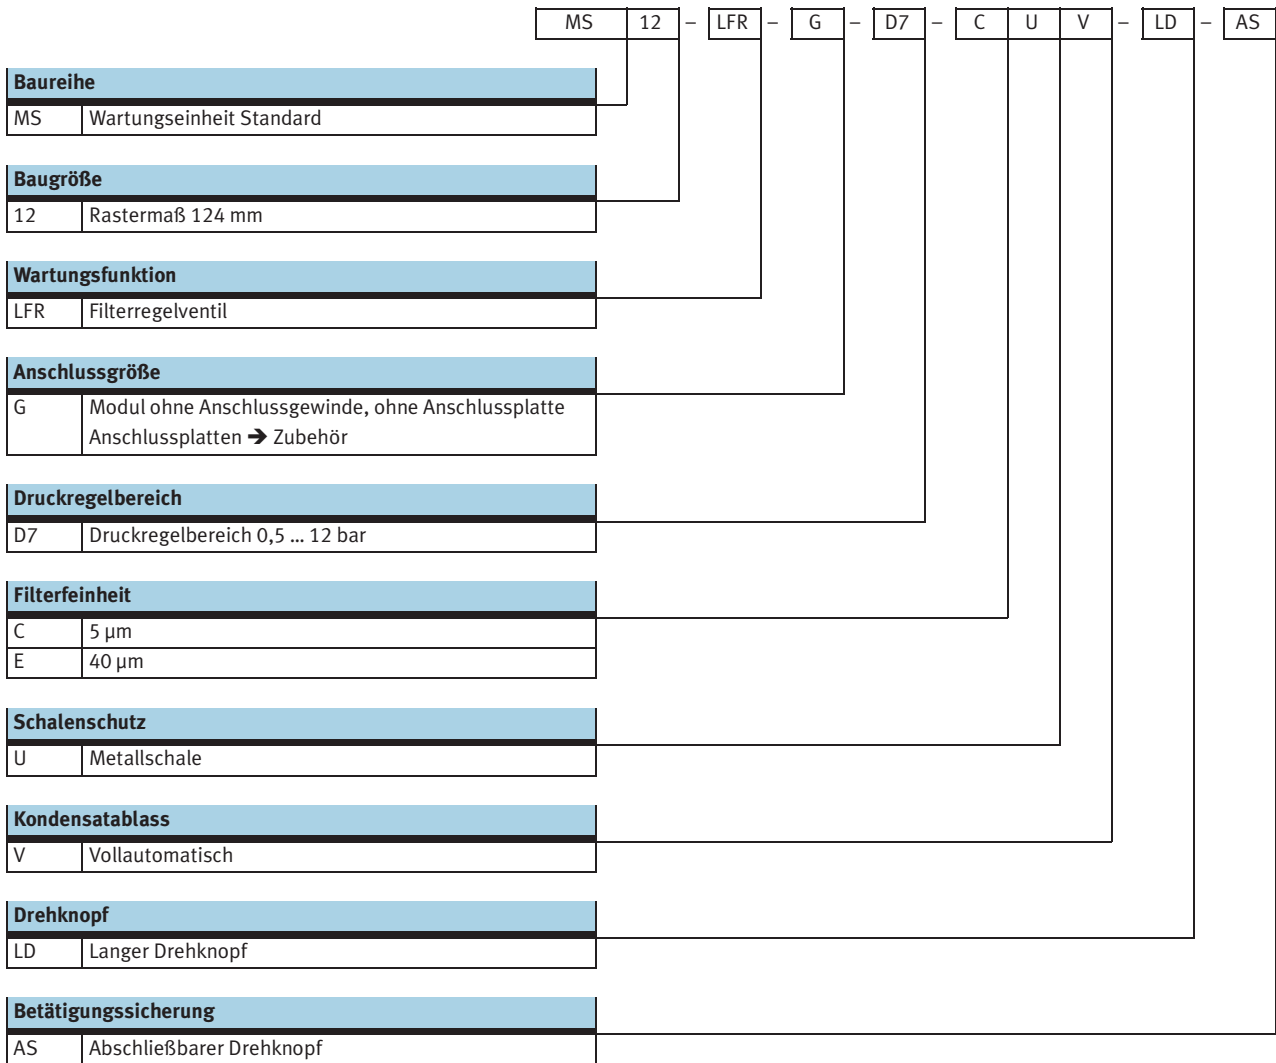 MS 12 – LFR – G – D7 – C U V – LD – AS
Baureihe
MS Wartungseinheit Standard
Baugröße
12 Rastermaß 124 mm
Wartungsfunktion
LFR Filterregelventil
Anschlussgröße
G Modul ohne Anschlussgewinde, ohne Anschlussplatte
Anschlussplatten ➔ Zubehör
Druckregelbereich
D7 Druckregelbereich 0,5 … 12 bar
Filterfeinheit
C 5 µm
E 40 µm
Schalenschutz
U Metallschale
Kondensatablass
V Vollautomatisch
Drehknopf
LD Langer Drehknopf
Betätigungssicherung
AS Abschließbarer Drehknopf